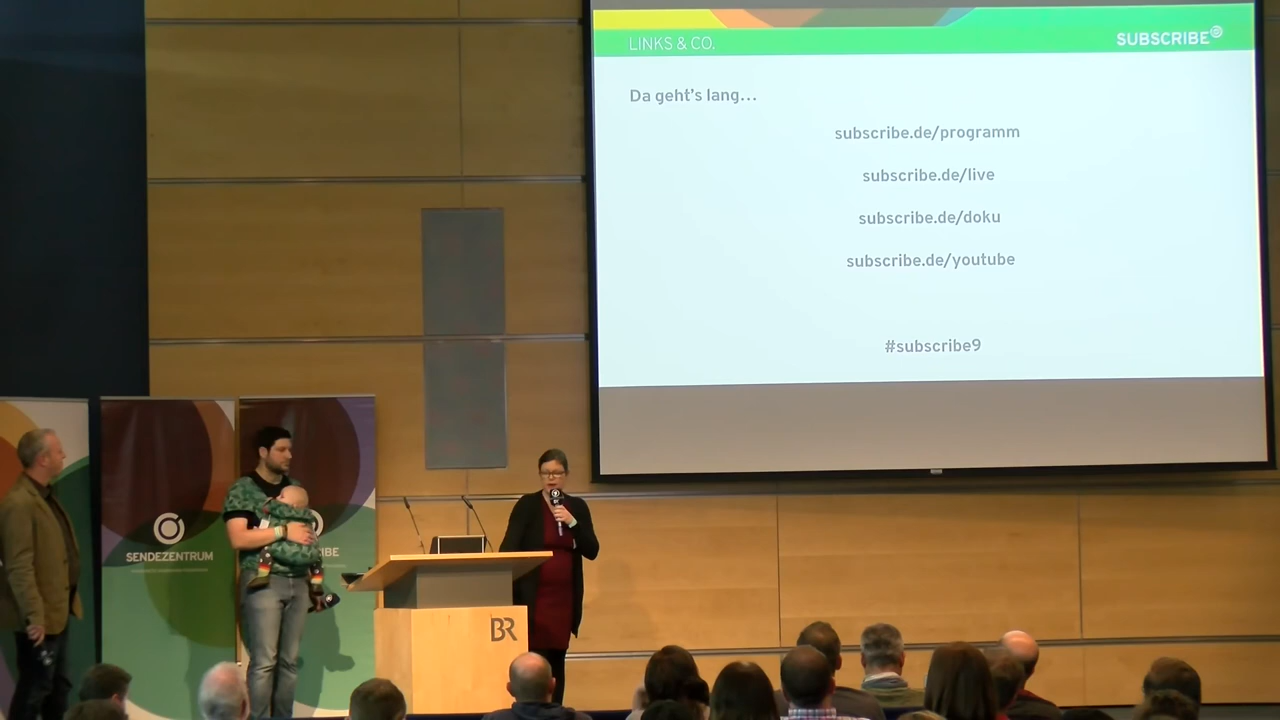 LINKS & CO.
SUBSCRIBE
Da geht's lang...
subscribe.de/programm
subscribe.de/live
subscribe.de/doku
subscribe.de/youtube
#subscribe9
SENDEZENTRUM
IBE
BR